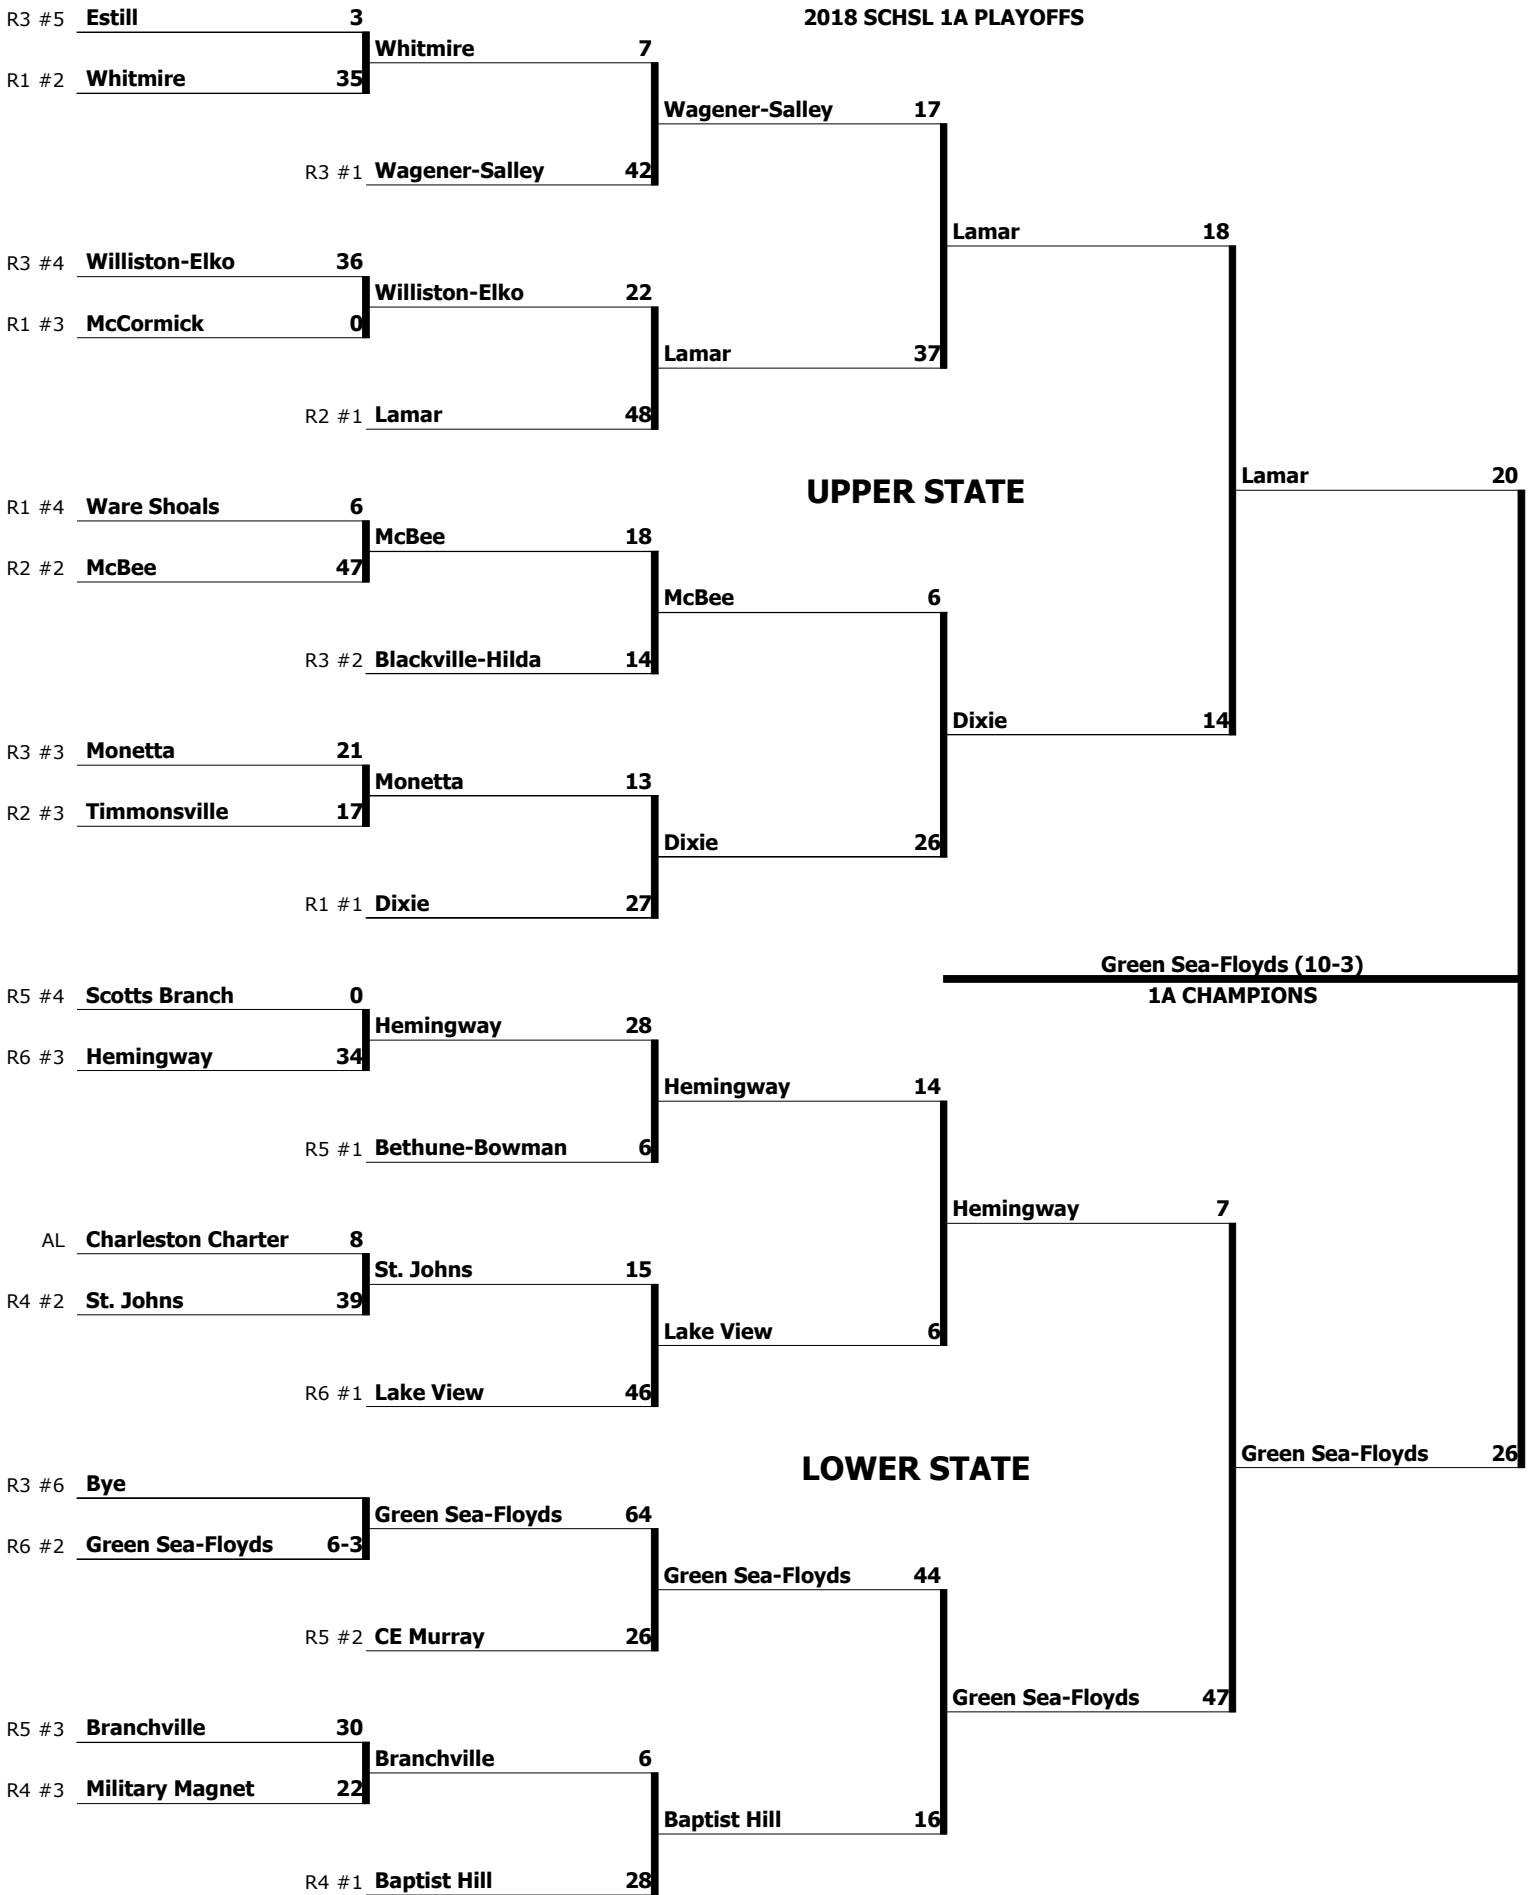 2018 SCHSL 1A PLAYOFFS
R3 #5 Estill 3
Whitmire 7
R1 #2 Whitmire 35
Wagener-Salley 17
R3 #1 Wagener-Salley 42
Lamar 18
R3 #4 Williston-Elko 36
Williston-Elko 22
R1 #3 McCormick 0
Lamar 37
R2 #1 Lamar 48
Lamar 20
UPPER STATE
R1 #4 Ware Shoals 6
McBee 18
R2 #2 McBee 47
McBee 6
R3 #2 Blackville-Hilda 14
Dixie 14
R3 #3 Monetta 21
Monetta 13
R2 #3 Timmonsville 17
Dixie 26
R1 #1 Dixie 27
Green Sea-Floyds (10-3)
1A CHAMPIONS
R5 #4 Scotts Branch 0
Hemingway 28
R6 #3 Hemingway 34
Hemingway 14
R5 #1 Bethune-Bowman 6
Hemingway 7
AL Charleston Charter 8
St. Johns 15
R4 #2 St. Johns 39
Lake View 6
R6 #1 Lake View 46
Green Sea-Floyds 26
LOWER STATE
R3 #6 Bye
Green Sea-Floyds 64
R6 #2 Green Sea-Floyds 6-3
Green Sea-Floyds 44
R5 #2 CE Murray 26
Green Sea-Floyds 47
R5 #3 Branchville 30
Branchville 6
R4 #3 Military Magnet 22
Baptist Hill 16
R4 #1 Baptist Hill 28